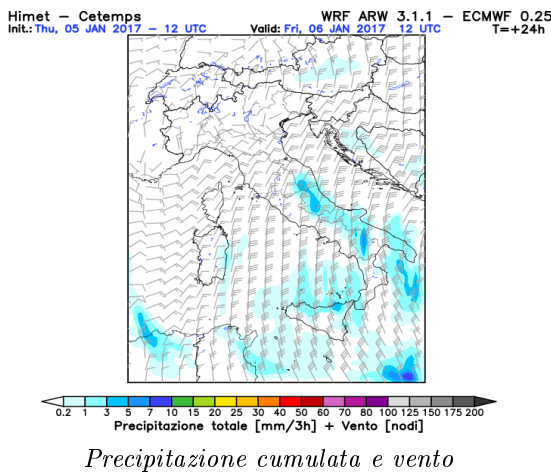 Himet - Cetemps WRF ARW 3.1.1 - ECMWF 0.25
Init.: Thu, 05 JAN 2017 - 12 UTC Valid: Fri, 06 JAN 2017 12 UTC T=+24h
0.2 1 3 5 7 10 15 20 25 30 40 50 60 70 80 100 125 150 175 200
Precipitazione totale [mm/3h] + Vento [nodi]
Precipitazione cumulata e vento